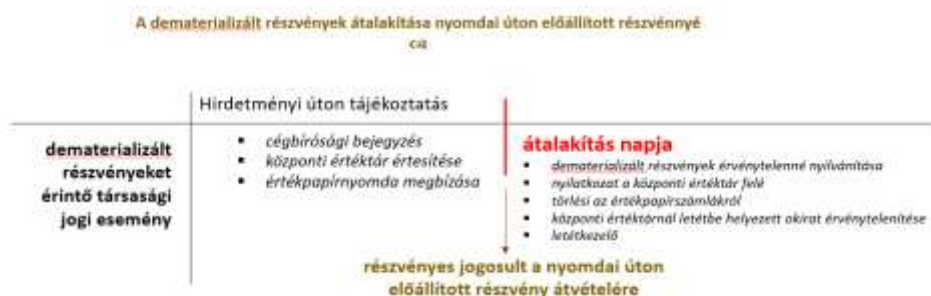 A dematerializált részvények átalakítása nyomdai úton előállított részvénnyé
Hirdetményi úton tájékoztatás
dematerializált
részvényeket
érintő társasági
jogi esemény
▪ cégbírósági bejegyzés
▪ központi értéktár értesítése
▪ értékpapírnyomda megbízása
átalakítás napja
▪ dematerializált részvények érvénytelenné nyilvánítása
▪ nyilatkozat a központi értéktár felé
▪ törlési az értékpapírszámlákról
▪ központi értéktárnál letétbe helyezett okirat érvénytelenítése
▪ letétkezelő
részvényes jogosult a nyomdai úton
előállított részvény átvételére